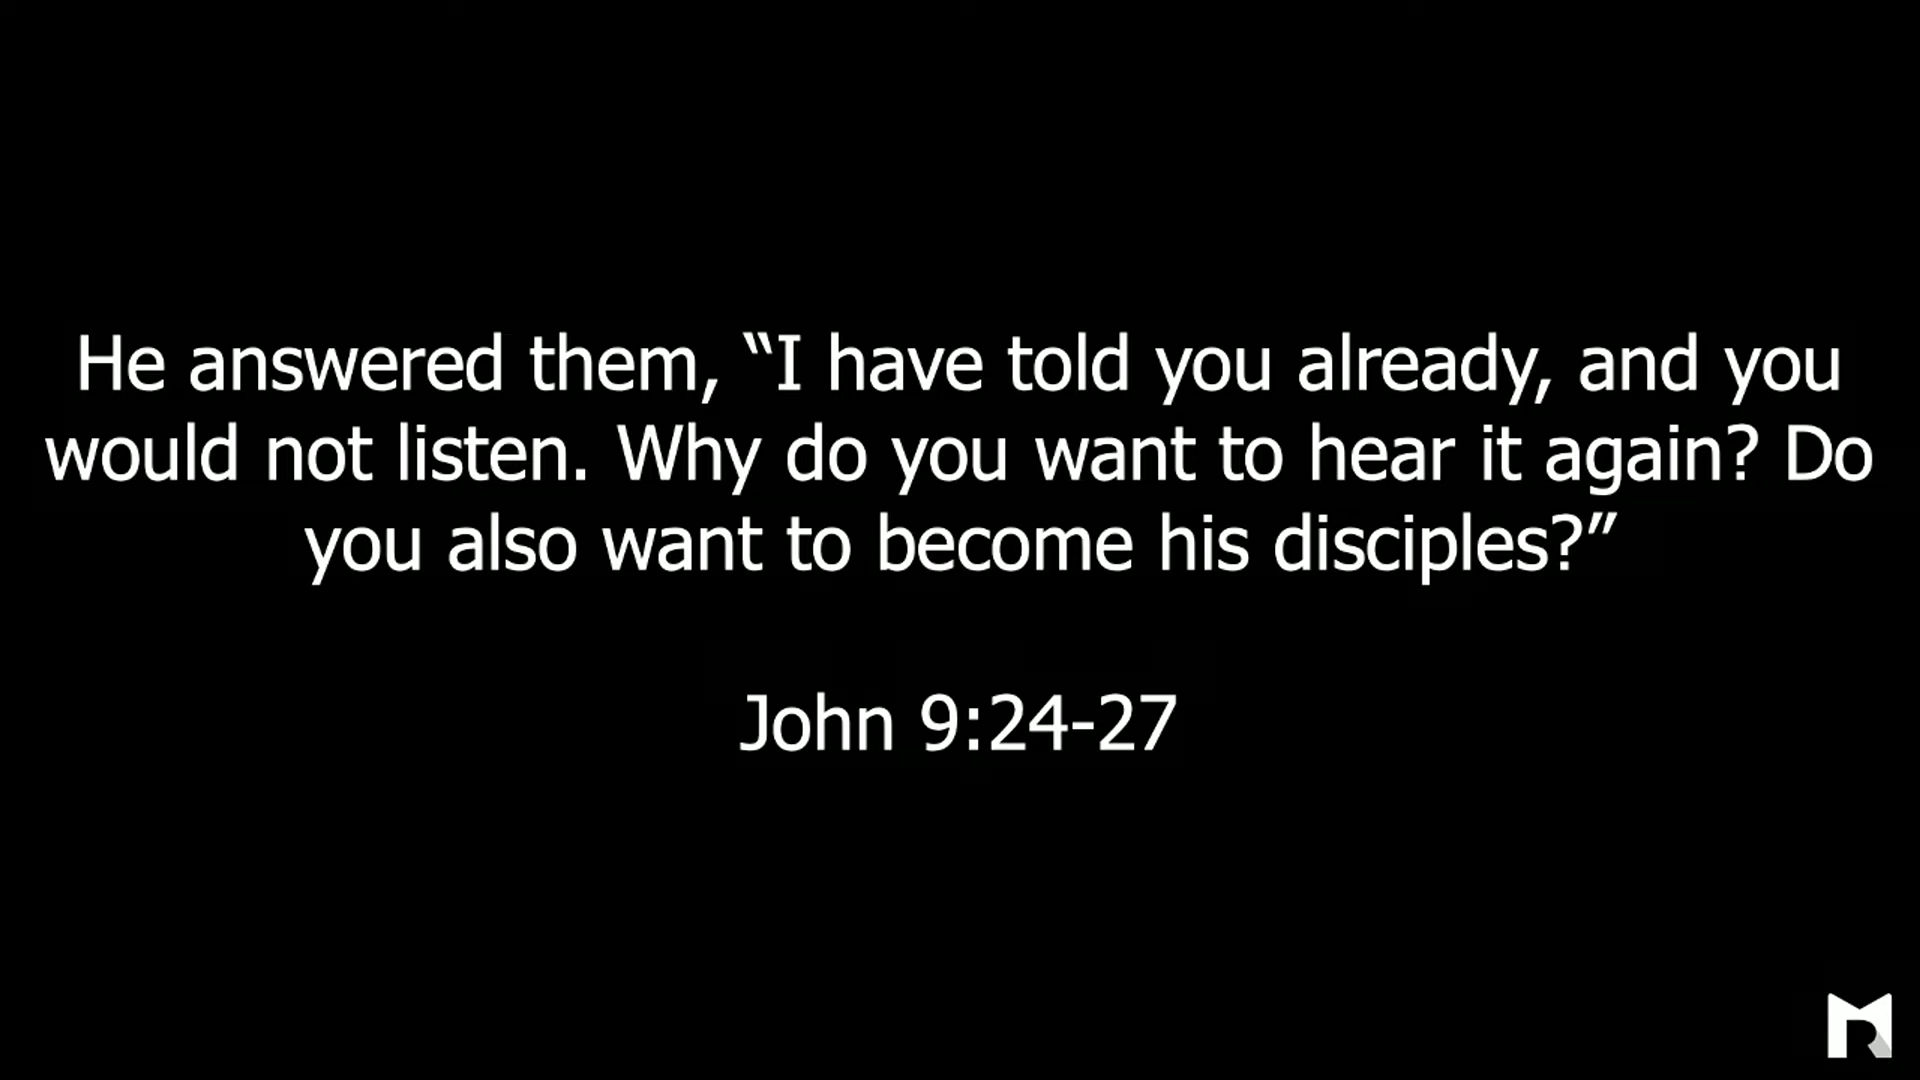 He answered them, “I have told you already, and you
would not listen. Why do you want to hear it again? Do
you also want to become his disciples?”
John 9:24-27